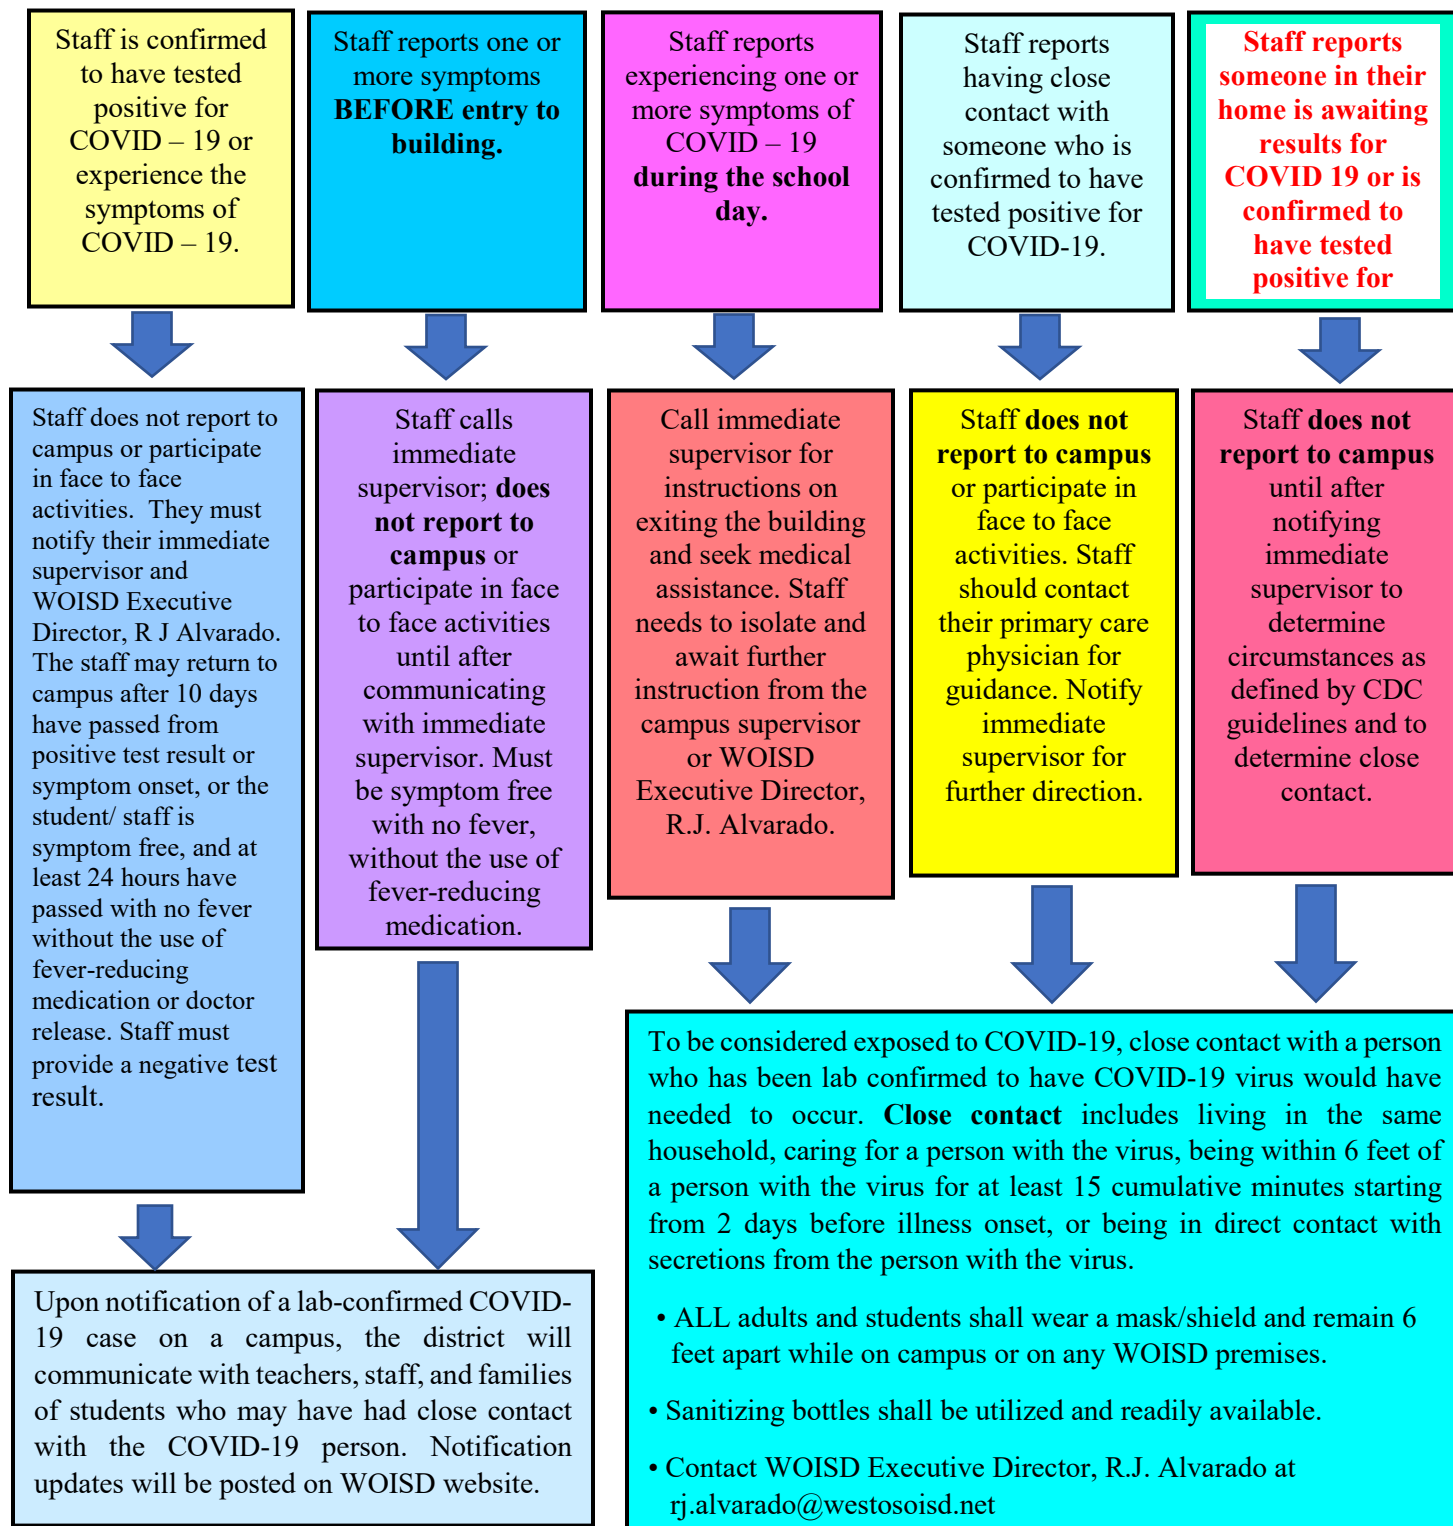 Staff is confirmed
to have tested
positive for
COVID – 19 or
experience the
symptoms of
COVID – 19.
Staff reports one or
more symptoms
BEFORE entry to
building.
Staff reports
experiencing one or
more symptoms of
COVID – 19
during the school
day.
Staff reports
having close
contact with
someone who is
confirmed to have
tested positive for
COVID-19.
Staff reports
someone in their
home is awaiting
results for
COVID 19 or is
confirmed to
have tested
positive for
Staff does not report to
campus or participate
in face to face
activities. They must
notify their immediate
supervisor and
WOISD Executive
Director, R J Alvarado.
The staff may return to
campus after 10 days
have passed from
positive test result or
symptom onset, or the
student/ staff is
symptom free, and at
least 24 hours have
passed with no fever
without the use of
fever-reducing
medication or doctor
release. Staff must
provide a negative test
result.
Staff calls
immediate
supervisor; does
not report to
campus or
participate in face
to face activities
until after
communicating
with immediate
supervisor. Must
be symptom free
with no fever,
without the use of
fever-reducing
medication.
Call immediate
supervisor for
instructions on
exiting the building
and seek medical
assistance. Staff
needs to isolate and
await further
instruction from the
campus supervisor
or WOISD
Executive Director,
R.J. Alvarado.
Staff does not
report to campus
or participate in
face to face
activities. Staff
should contact
their primary care
physician for
guidance. Notify
immediate
supervisor for
further direction.
Staff does not
report to campus
until after
notifying
immediate
supervisor to
determine
circumstances as
defined by CDC
guidelines and to
determine close
contact.
Upon notification of a lab-confirmed COVID-
19 case on a campus, the district will
communicate with teachers, staff, and families
of students who may have had close contact
with the COVID-19 person. Notification
updates will be posted on WOISD website.
To be considered exposed to COVID-19, close contact with a person
who has been lab confirmed to have COVID-19 virus would have
needed to occur. Close contact includes living in the same
household, caring for a person with the virus, being within 6 feet of
a person with the virus for at least 15 cumulative minutes starting
from 2 days before illness onset, or being in direct contact with
secretions from the person with the virus.
• ALL adults and students shall wear a mask/shield and remain 6
feet apart while on campus or on any WOISD premises.
• Sanitizing bottles shall be utilized and readily available.
• Contact WOISD Executive Director, R.J. Alvarado at
rj.alvarado@westosoisd.net